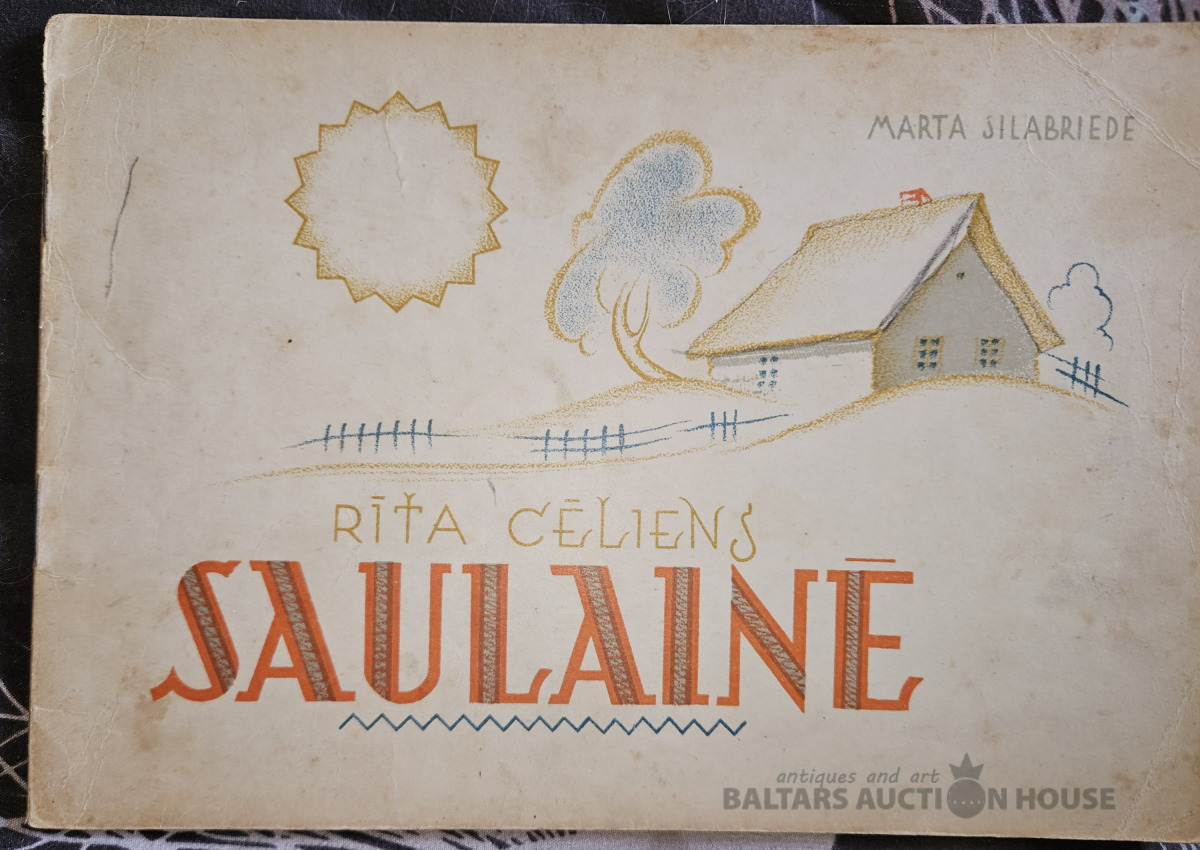 MARTA SILABRIEDE
RĪTA CĒLIENS
SAULAINĒ
antiques and art
BALTARS AUCTION HOUSE